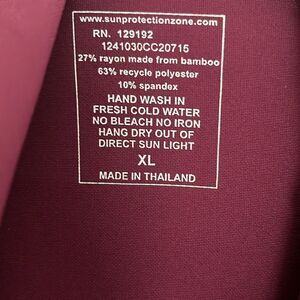 www.sunprotectionzone.com
RN. 129192
1241030CC20715
27% rayon made from bamboo
63% recycle polyester
10% spandex
HAND WASH IN
FRESH COLD WATER
NO BLEACH NO IRON
HANG DRY OUT OF
DIRECT SUN LIGHT
XL
MADE IN THAILAND